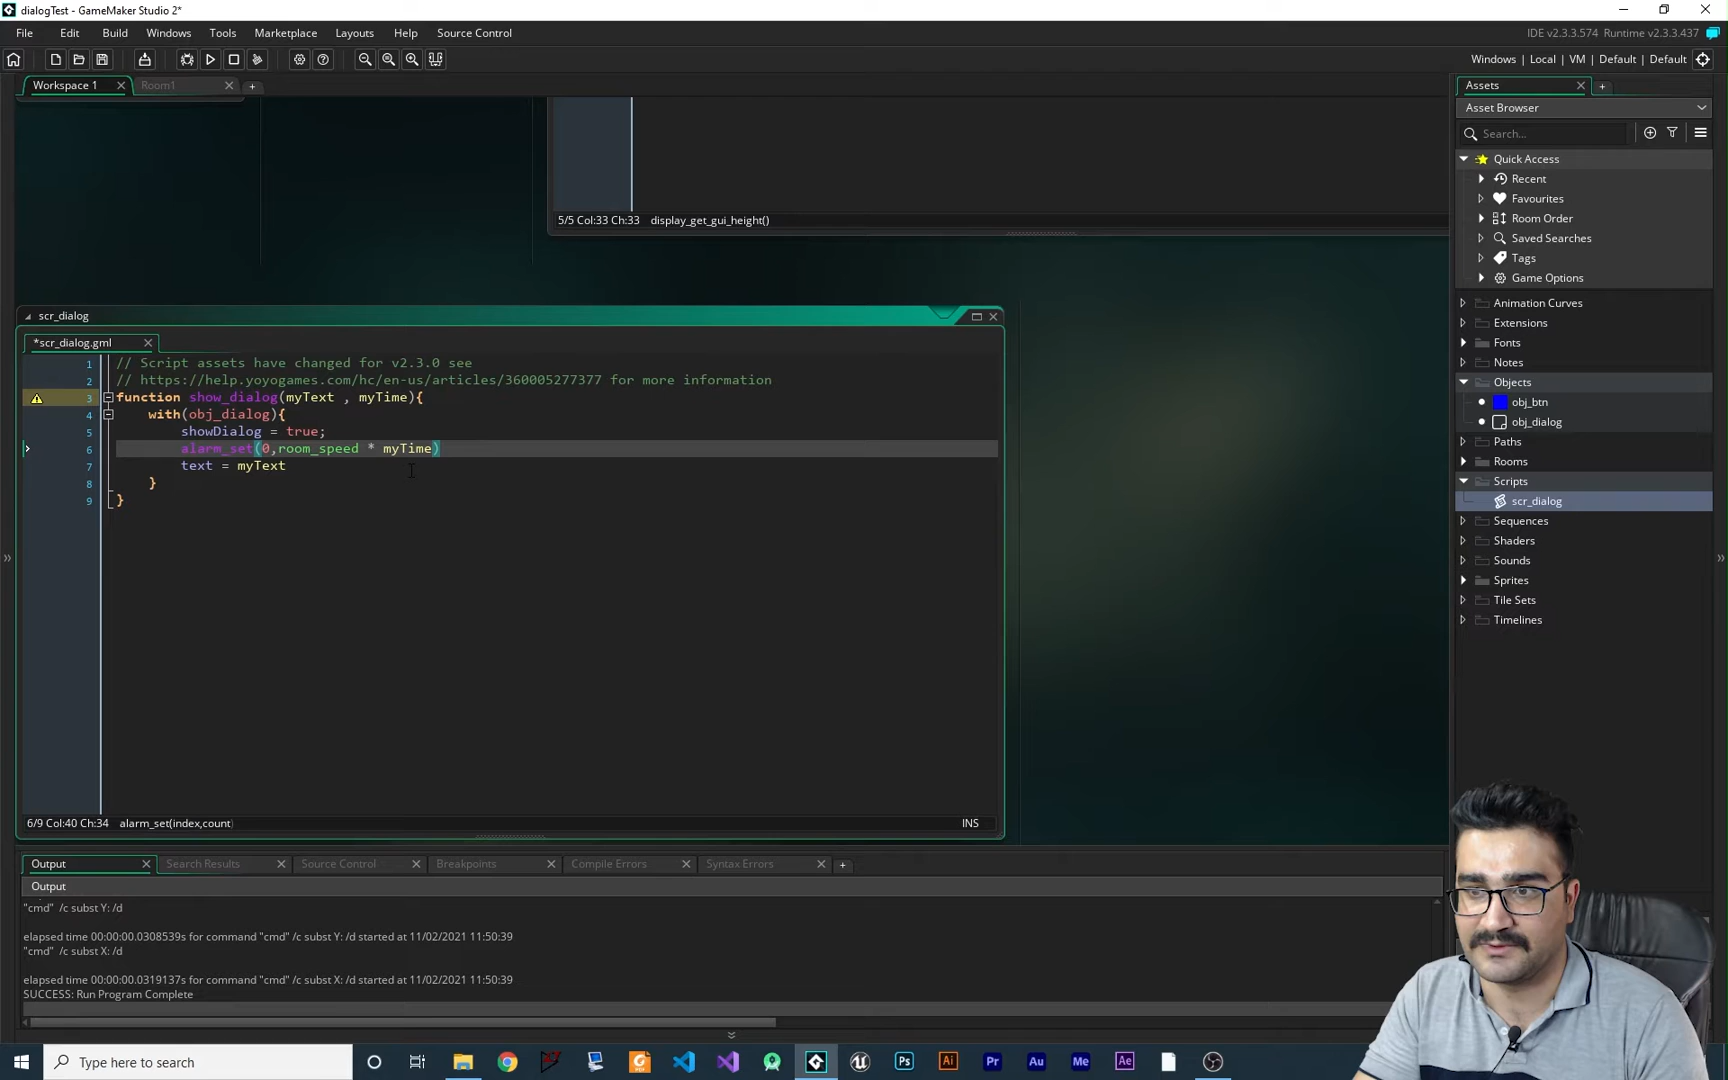 dialogTest - GameMaker Studio 2*
File Edit Build Windows Tools Help Marketplace Layouts Help Source Control
IDE v2.3.3.574 Runtime v2.3.3.437
Windows | Local | VM | Default | Default
Workspace 1 Room1
5/5 Col:33 Ch:33 display_get_gui_height()
scr_dialog
*scr_dialog.gml
1 // Script assets have changed for v2.3.0 see
2 // https://help.yoyogames.com/hc/en-us/articles/360005277377 for more information
3 function show_dialog(myText , myTime){
4 with(obj_dialog){
5 showDialog = true;
6 alarm_set(0,room_speed * myTime)
7 text = myText
8 }
9 }
6/9 Col:40 Ch:34 alarm_set(index,count)
INS
Output Search Results Source Control Breakpoints Compile Errors Syntax Errors
Output
"cmd" /c subst Y: /d
elapsed time 00:00:00.0308539s for command "cmd" /c subst Y: /d started at 11/02/2021 11:50:39
"cmd" /c subst X: /d
elapsed time 00:00:00.0319137s for command "cmd" /c subst X: /d started at 11/02/2021 11:50:39
SUCCESS: Run Program Complete
Assets
Asset Browser
Search...
Quick Access
Recent
Favourites
Room Order
Saved Searches
Tags
Game Options
Animation Curves
Extensions
Fonts
Notes
Objects
obj_btn
obj_dialog
Paths
Rooms
Scripts
scr_dialog
Sequences
Shaders
Sounds
Sprites
Tile Sets
Timelines
Type here to search
Ps Ai Pr Au Me Ae